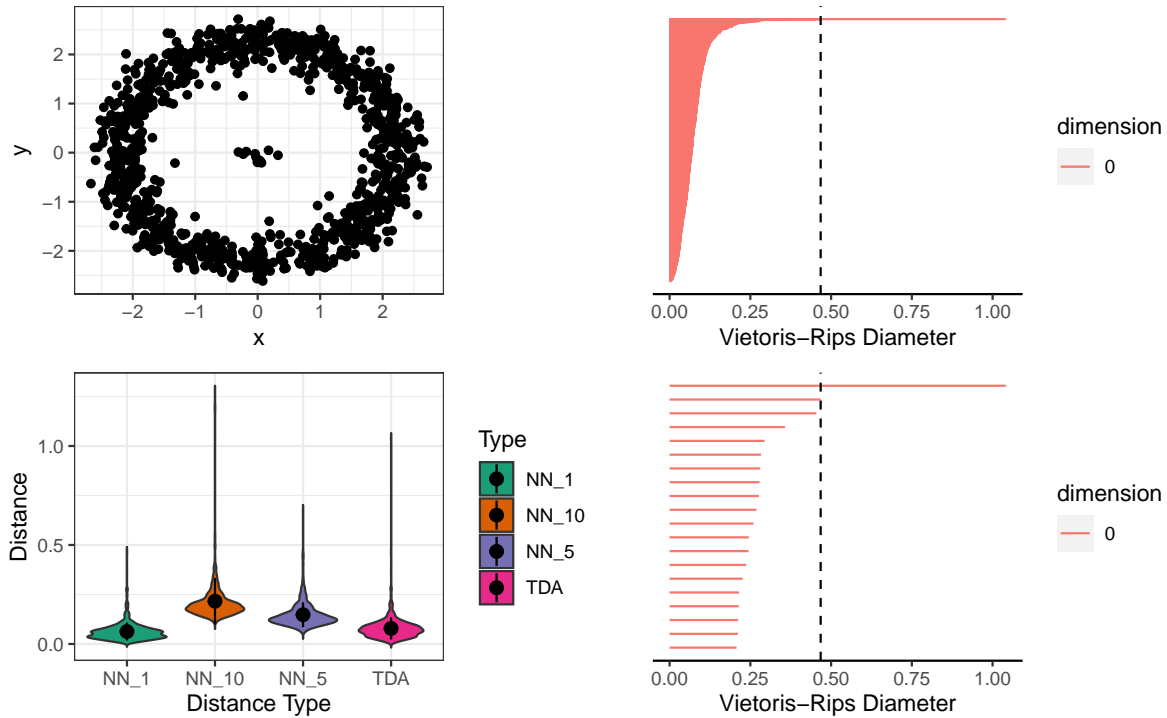 2
1
0
−1
−2
y
−2
−1
0
1
2
x
0.00
0.25
0.50
0.75
1.00
Vietoris−Rips Diameter
dimension
0
1.0
0.5
0.0
Distance
NN_1
NN_10
NN_5
TDA
Distance Type
Type
NN_1
NN_10
NN_5
TDA
0.00
0.25
0.50
0.75
1.00
Vietoris−Rips Diameter
dimension
0